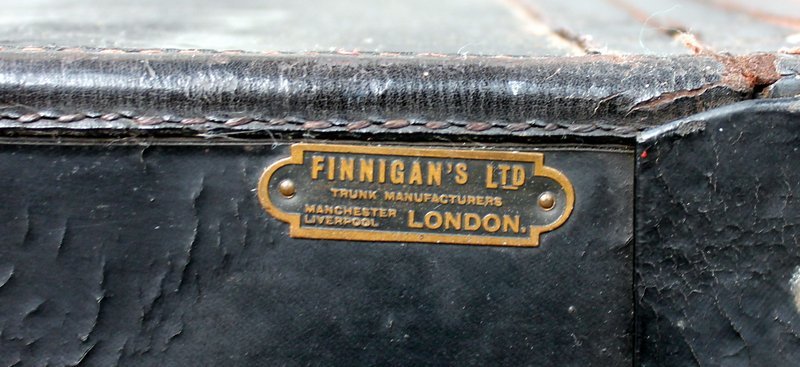 FINNIGAN'S LTD
TRUNK MANUFACTURERS
MANCHESTER
LIVERPOOL
LONDON.